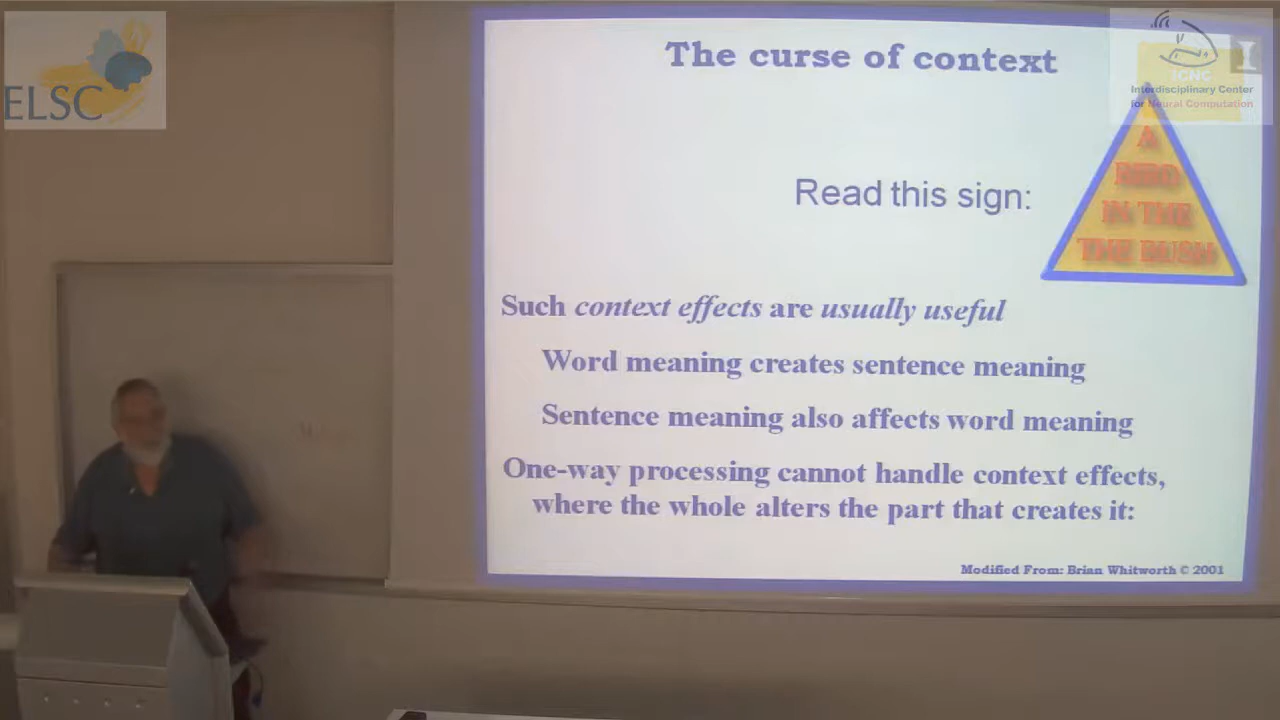 ELSC
The curse of context
ICNC
Interdisciplinary Center
for Neural Computation
Read this sign:
A
BIRD
IN THE
THE BUSH
Such context effects are usually useful
Word meaning creates sentence meaning
Sentence meaning also affects word meaning
One-way processing cannot handle context effects,
where the whole alters the part that creates it:
Modified From: Brian Whitworth © 2001